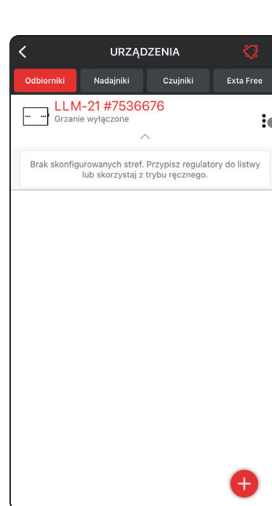 URZĄDZENIA
Odbiorniki Nadajniki Czujniki Exta Free
LLM-21 #7536676
Grzanie wyłączone
Brak skonfigurowanych stref. Przypisz regulatory do listwy
lub skorzystaj z trybu ręcznego.